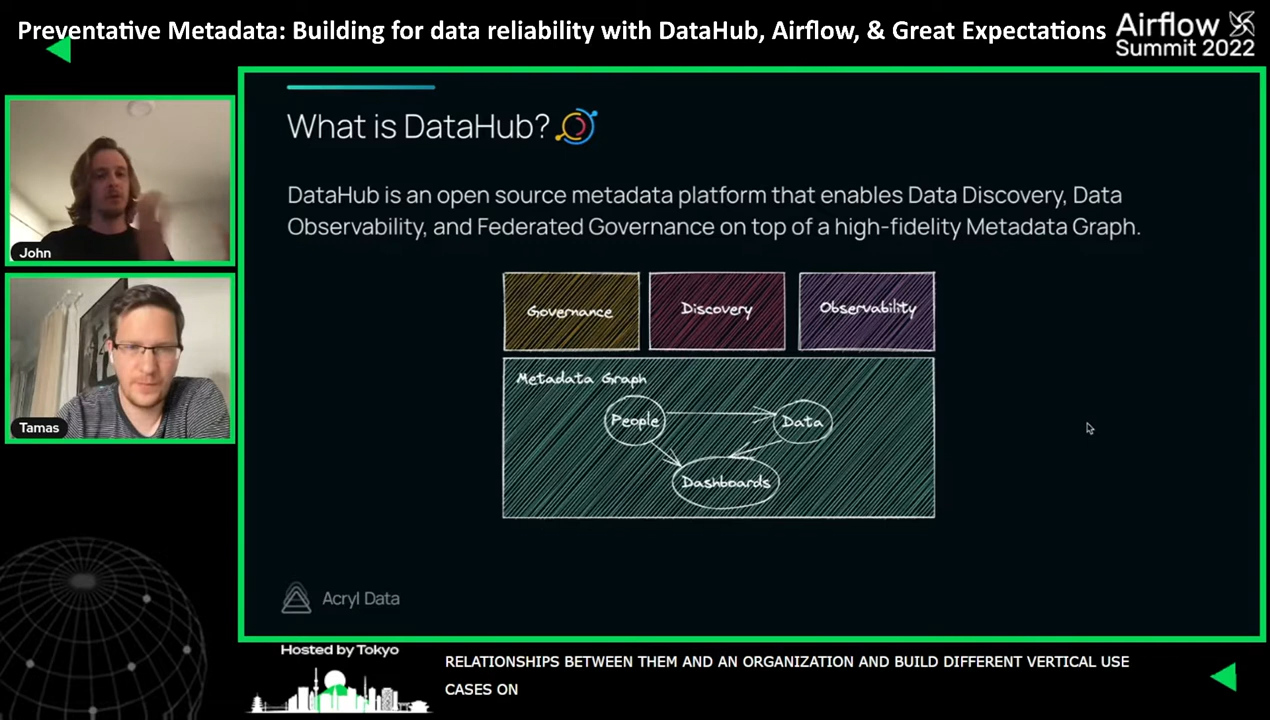 Preventative Metadata: Building for data reliability with DataHub, Airflow, & Great Expectations
Airflow
Summit 2022
What is DataHub?
DataHub is an open source metadata platform that enables Data Discovery, Data
Observability, and Federated Governance on top of a high-fidelity Metadata Graph.
John
Tamas
Governance
Discovery
Observability
Metadata Graph
People
Data
Dashboards
Acryl Data
Hosted by Tokyo
RELATIONSHIPS BETWEEN THEM AND AN ORGANIZATION AND BUILD DIFFERENT VERTICAL USE
CASES ON